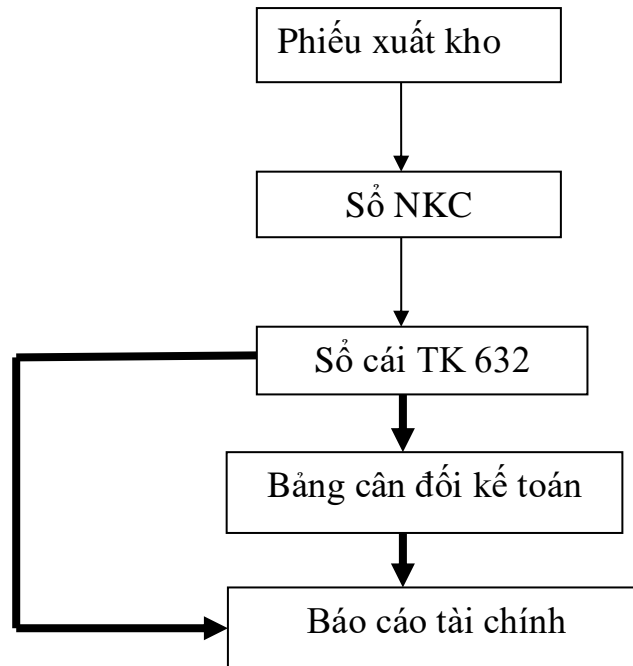 Phiếu xuất kho
Sổ NKC
Sổ cái TK 632
Bảng cân đối kế toán
Báo cáo tài chính